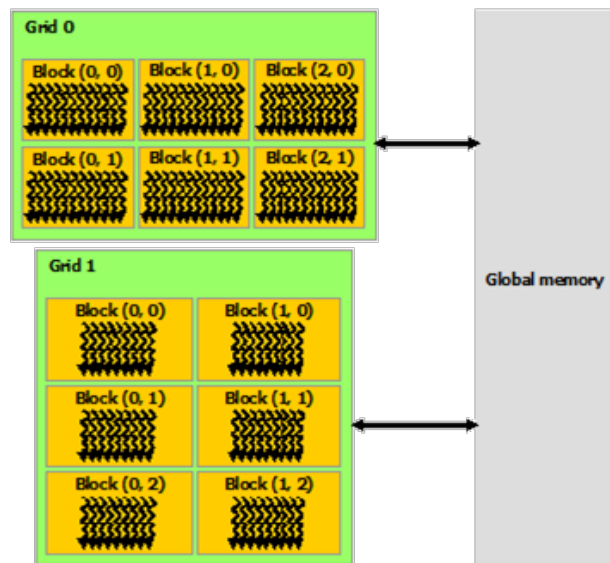 Grid 0
Block (0, 0) Block (1, 0) Block (2, 0)
Block (0, 1) Block (1, 1) Block (2, 1)
Grid 1
Block (0, 0) Block (1, 0)
Block (0, 1) Block (1, 1)
Block (0, 2) Block (1, 2)
Global memory